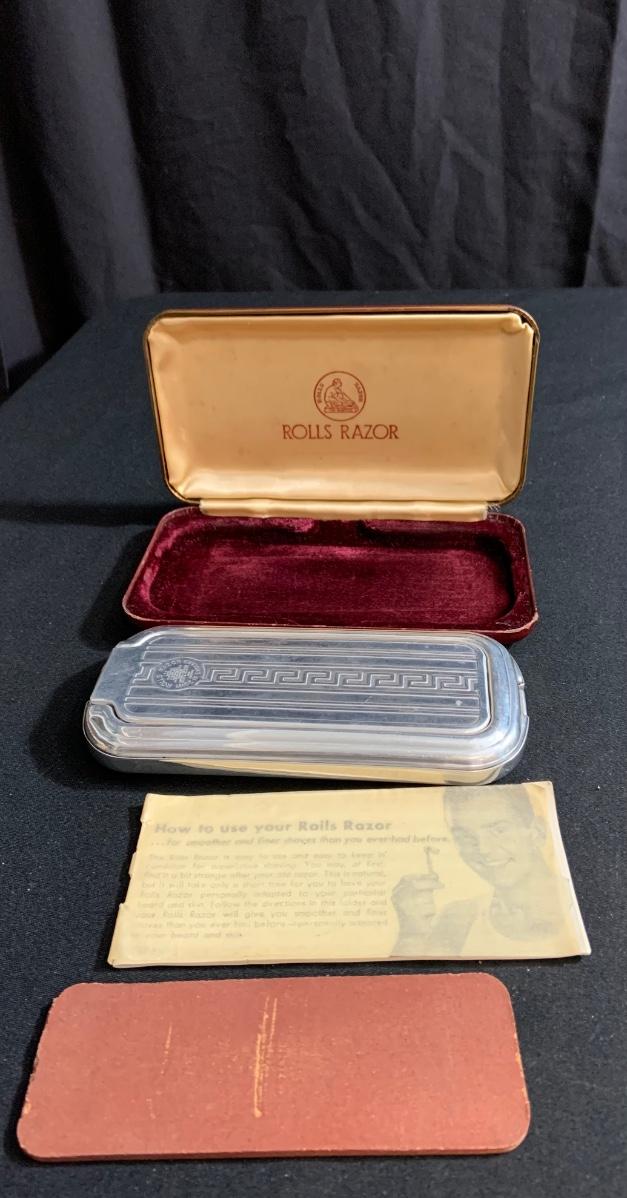 ROLLS RAZOR
ROLLS RAZOR
How to use your Rolls Razor
...for smoother and finer shaves than you ever had before.
The Rolls Razor is easy to use and easy to keep in
condition for superlative shaving. You may, at first,
find it a bit strange after your old razor. This is natural,
but it will take only a short time for you to have your
Rolls Razor personally adjusted to your particular
beard and skin. Follow the directions in this folder and
your Rolls Razor will give you smoother and finer
shaves than you ever had before—personally adjusted
to your beard and skin.